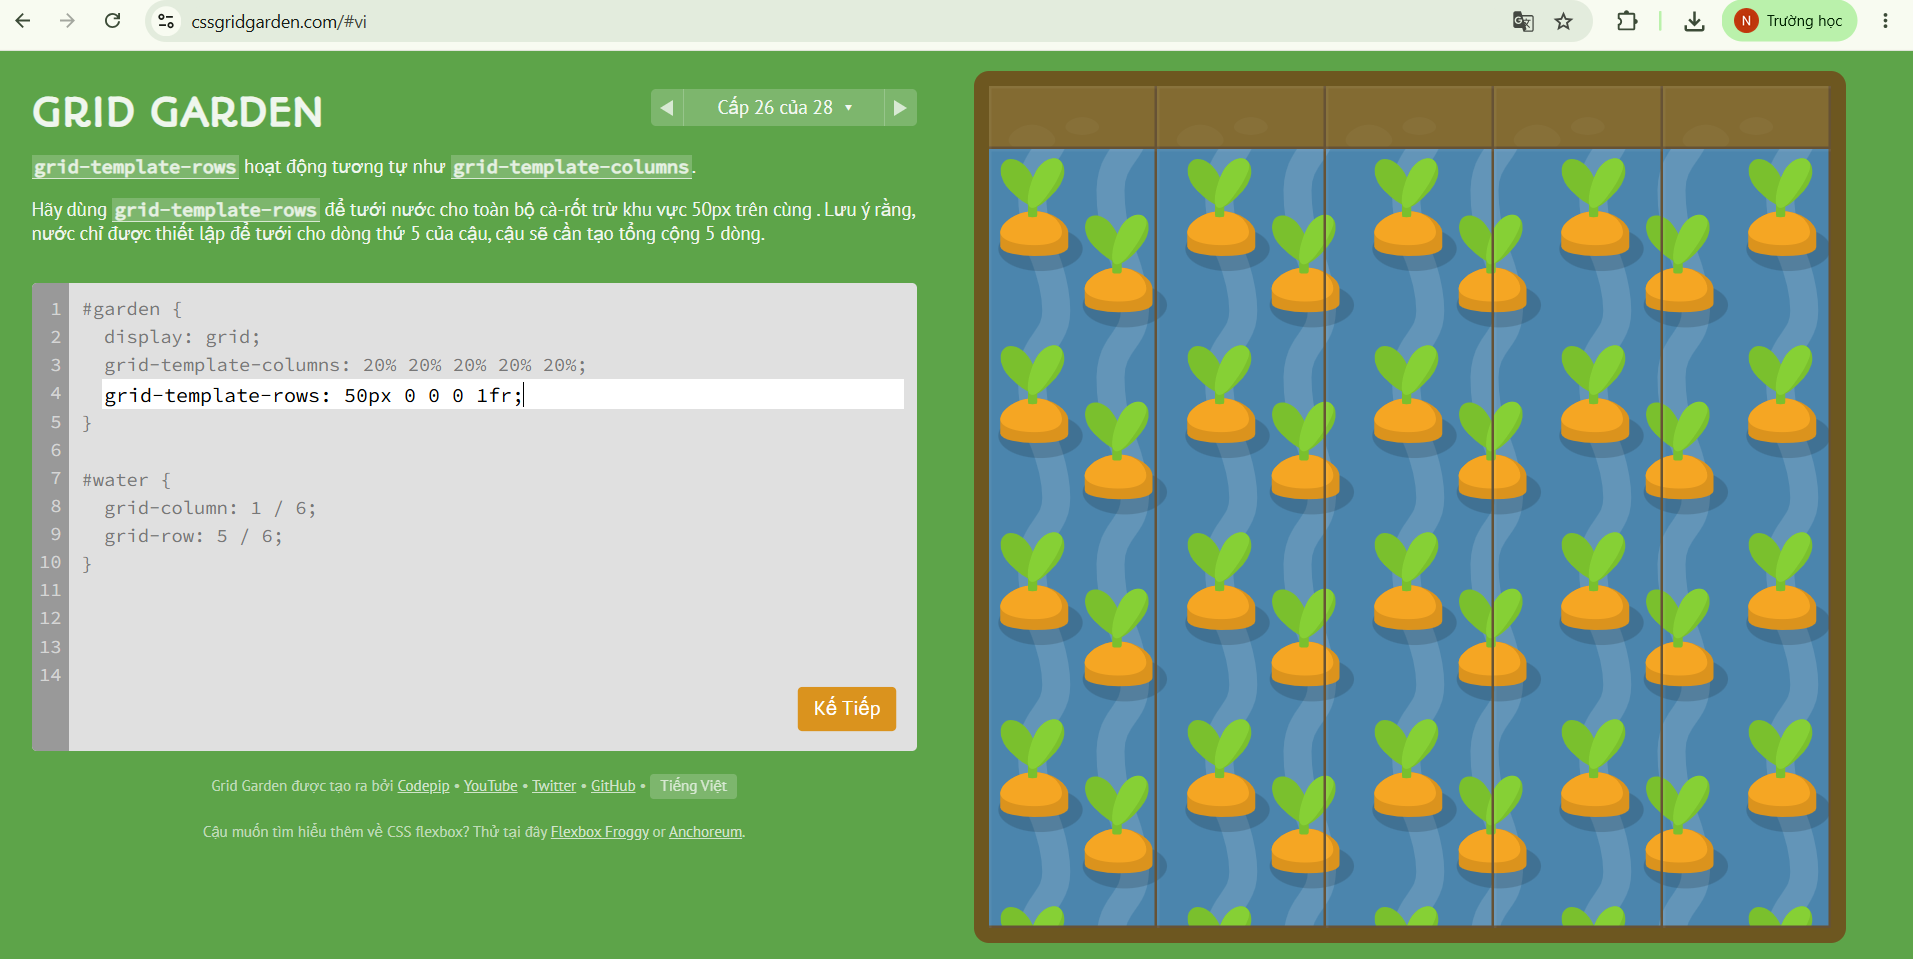 cssgridgarden.com/#vi
N Trường học
GRID GARDEN
Cấp 26 của 28
grid-template-rows hoạt động tương tự như grid-template-columns.
Hãy dùng grid-template-rows để tưới nước cho toàn bộ cà-rốt trừ khu vực 50px trên cùng . Lưu ý rằng,
nước chỉ được thiết lập để tưới cho dòng thứ 5 của cậu, cậu sẽ cần tạo tổng cộng 5 dòng.
1 #garden {
2 display: grid;
3 grid-template-columns: 20% 20% 20% 20% 20%;
4 grid-template-rows: 50px 0 0 0 1fr;
5 }
6
7 #water {
8 grid-column: 1 / 6;
9 grid-row: 5 / 6;
10 }
11
12
13
14
Kế Tiếp
Grid Garden được tạo ra bởi Codepip • YouTube • Twitter • GitHub • Tiếng Việt
Cậu muốn tìm hiểu thêm về CSS flexbox? Thử tại đây Flexbox Froggy or Anchoreum.